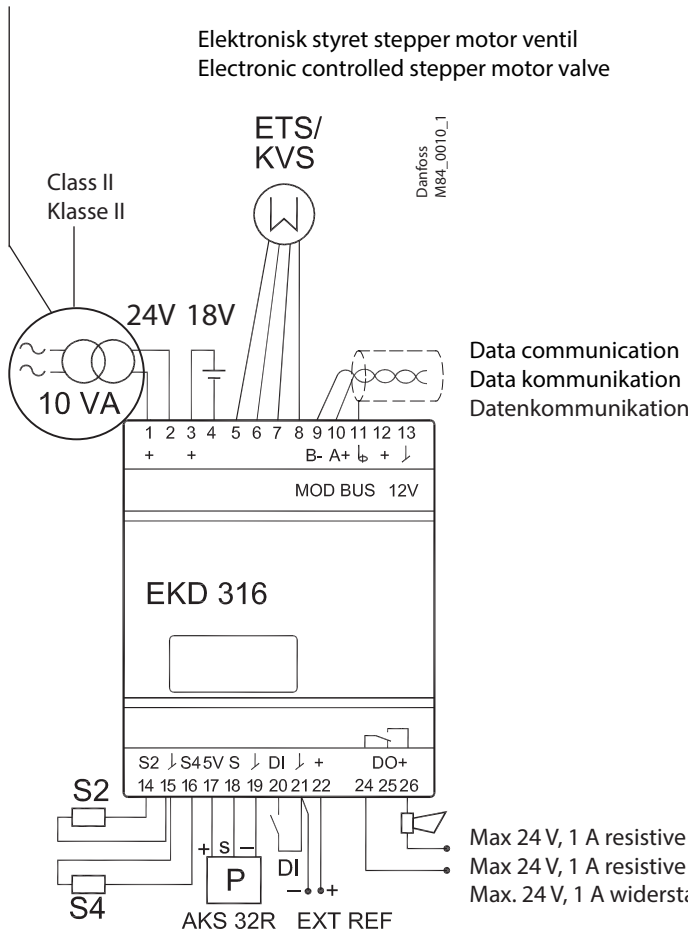 Elektronisk styret stepper motor ventil
Electronic controlled stepper motor valve
ETS/
KVS
Danfoss
M84_0010_1
Class II
Klasse II
24V 18V
10 VA
Data communication
Data kommunikation
Datenkommunikation
1 2 3 4 5 6 7 8 9 10 11 12 13
+ + B- A+ +
MOD BUS 12V
EKD 316
S2 S4 5V S DI + DO+
14 15 16 17 18 19 20 21 22 24 25 26
S2
S4
+ S −
P
AKS 32R
DI
− +
EXT REF
Max 24 V, 1 A resistive
Max 24 V, 1 A resistive
Max. 24 V, 1 A widersta